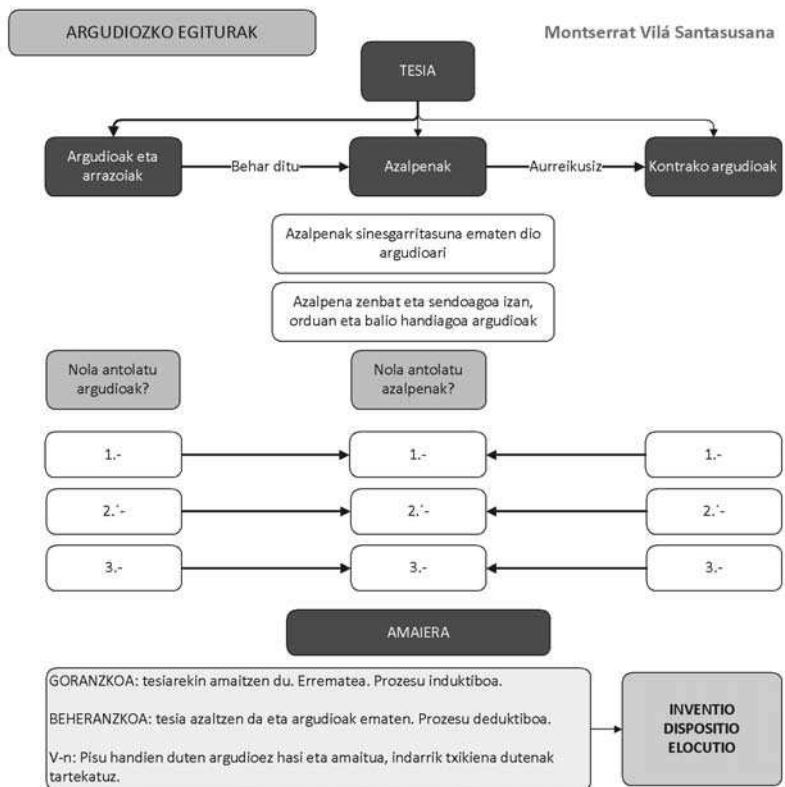 ARGUDIOZKO EGITURAK
Montserrat Vilá Santasusana
TESIA
Argudioak eta
arrazoiak
Behar ditu
Azalpenak
Aurreikusiz
Kontrako argudioak
Azalpenak sinesgarritasuna ematen dio
argudioari
Azalpena zenbat eta sendoagoa izan,
orduan eta balio handiagoa argudioak
Nola antolatu
argudioak?
Nola antolatu
azalpenak?
1.-
1.-
1.-
2.´-
2.´-
2.´-
3.-
3.-
3.-
AMAIERA
GORANZKOA: tesiarekin amaitzen du. Errematea. Prozesu induktiboa.
BEHERANZKOA: tesia azaltzen da eta argudioak ematen. Prozesu deduktiboa.
V-n: Pisu handien duten argudioez hasi eta amaitua, indarrik txikiena dutenak
tartekatuz.
INVENTIO
DISPOSITIO
ELOCUTIO